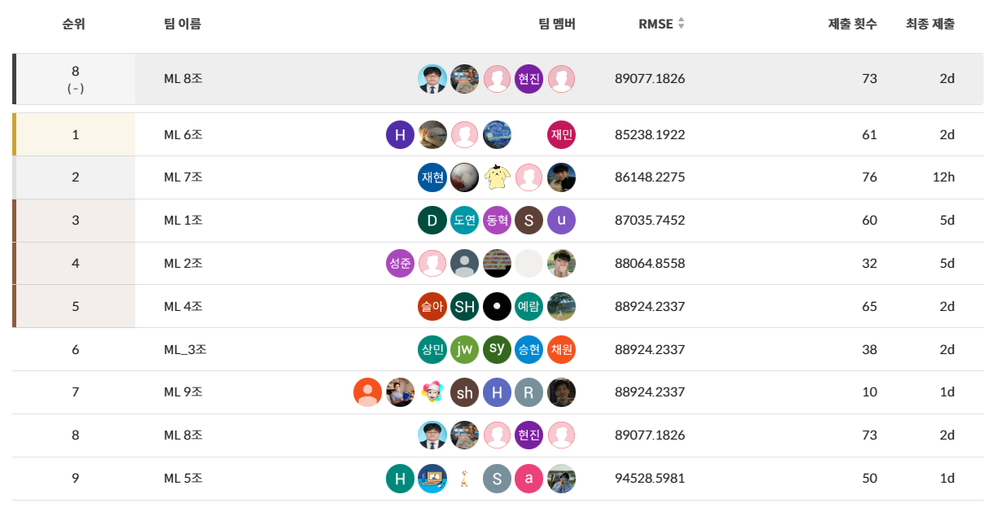 순위 팀 이름 팀 멤버 RMSE 제출 횟수 최종 제출
8 (-) ML 8조 현진 89077.1826 73 2d
1 ML 6조 H 재민 85238.1922 61 2d
2 ML 7조 재현 86148.2275 76 12h
3 ML 1조 D 도연 동혁 S u 87035.7452 60 5d
4 ML 2조 성준 88064.8558 32 5d
5 ML 4조 슬아 SH 예람 88924.2337 65 2d
6 ML_3조 상민 jw sy 승현 채원 88924.2337 38 2d
7 ML 9조 sh H R 88924.2337 10 1d
8 ML 8조 현진 89077.1826 73 2d
9 ML 5조 H S a 94528.5981 50 1d